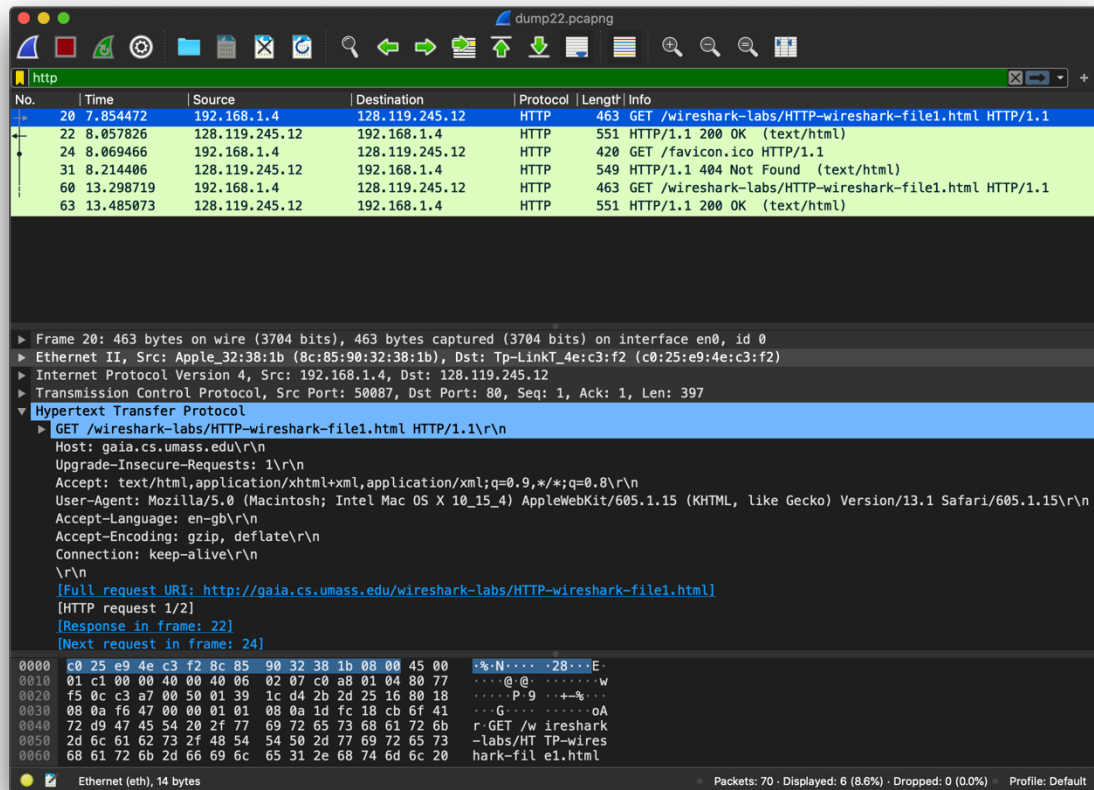 dump22.pcapng
http
No. Time Source Destination Protocol Length Info
20 7.854472 192.168.1.4 128.119.245.12 HTTP 463 GET /wireshark-labs/HTTP-wireshark-file1.html HTTP/1.1
22 8.057826 128.119.245.12 192.168.1.4 HTTP 551 HTTP/1.1 200 OK (text/html)
24 8.069466 192.168.1.4 128.119.245.12 HTTP 420 GET /favicon.ico HTTP/1.1
31 8.214406 128.119.245.12 192.168.1.4 HTTP 549 HTTP/1.1 404 Not Found (text/html)
60 13.298719 192.168.1.4 128.119.245.12 HTTP 463 GET /wireshark-labs/HTTP-wireshark-file1.html HTTP/1.1
63 13.485073 128.119.245.12 192.168.1.4 HTTP 551 HTTP/1.1 200 OK (text/html)
Frame 20: 463 bytes on wire (3704 bits), 463 bytes captured (3704 bits) on interface en0, id 0
Ethernet II, Src: Apple_32:38:1b (8c:85:90:32:38:1b), Dst: Tp-LinkT_4e:c3:f2 (c0:25:e9:4e:c3:f2)
Internet Protocol Version 4, Src: 192.168.1.4, Dst: 128.119.245.12
Transmission Control Protocol, Src Port: 50087, Dst Port: 80, Seq: 1, Ack: 1, Len: 397
Hypertext Transfer Protocol
GET /wireshark-labs/HTTP-wireshark-file1.html HTTP/1.1\r\n
Host: gaia.cs.umass.edu\r\n
Upgrade-Insecure-Requests: 1\r\n
Accept: text/html,application/xhtml+xml,application/xml;q=0.9,*/*;q=0.8\r\n
User-Agent: Mozilla/5.0 (Macintosh; Intel Mac OS X 10_15_4) AppleWebKit/605.1.15 (KHTML, like Gecko) Version/13.1 Safari/605.1.15\r\n
Accept-Language: en-gb\r\n
Accept-Encoding: gzip, deflate\r\n
Connection: keep-alive\r\n
\r\n
[Full request URI: http://gaia.cs.umass.edu/wireshark-labs/HTTP-wireshark-file1.html]
[HTTP request 1/2]
[Response in frame: 22]
[Next request in frame: 24]
0000 c0 25 e9 4e c3 f2 8c 85 90 32 38 1b 08 00 45 00 ·%·N···· ·28···E·
0010 01 c1 00 00 40 00 40 06 02 07 c0 a8 01 04 80 77 ····@·@· ·······w
0020 f5 0c c3 a7 00 50 01 39 1c d4 2b 2d 25 16 80 18 ·····P·9 ··+-%···
0030 08 0a f6 47 00 00 01 01 08 0a 1d fc 18 cb 6f 41 ···G···· ······oA
0040 72 d9 47 45 54 20 2f 77 69 72 65 73 68 61 72 6b r·GET /w ireshark
0050 2d 6c 61 62 73 2f 48 54 54 50 2d 77 69 72 65 73 -labs/HT TP-wires
0060 68 61 72 6b 2d 66 69 6c 65 31 2e 68 74 6d 6c 20 hark-fil e1.html
Ethernet (eth), 14 bytes Packets: 70 · Displayed: 6 (8.6%) · Dropped: 0 (0.0%) Profile: Default